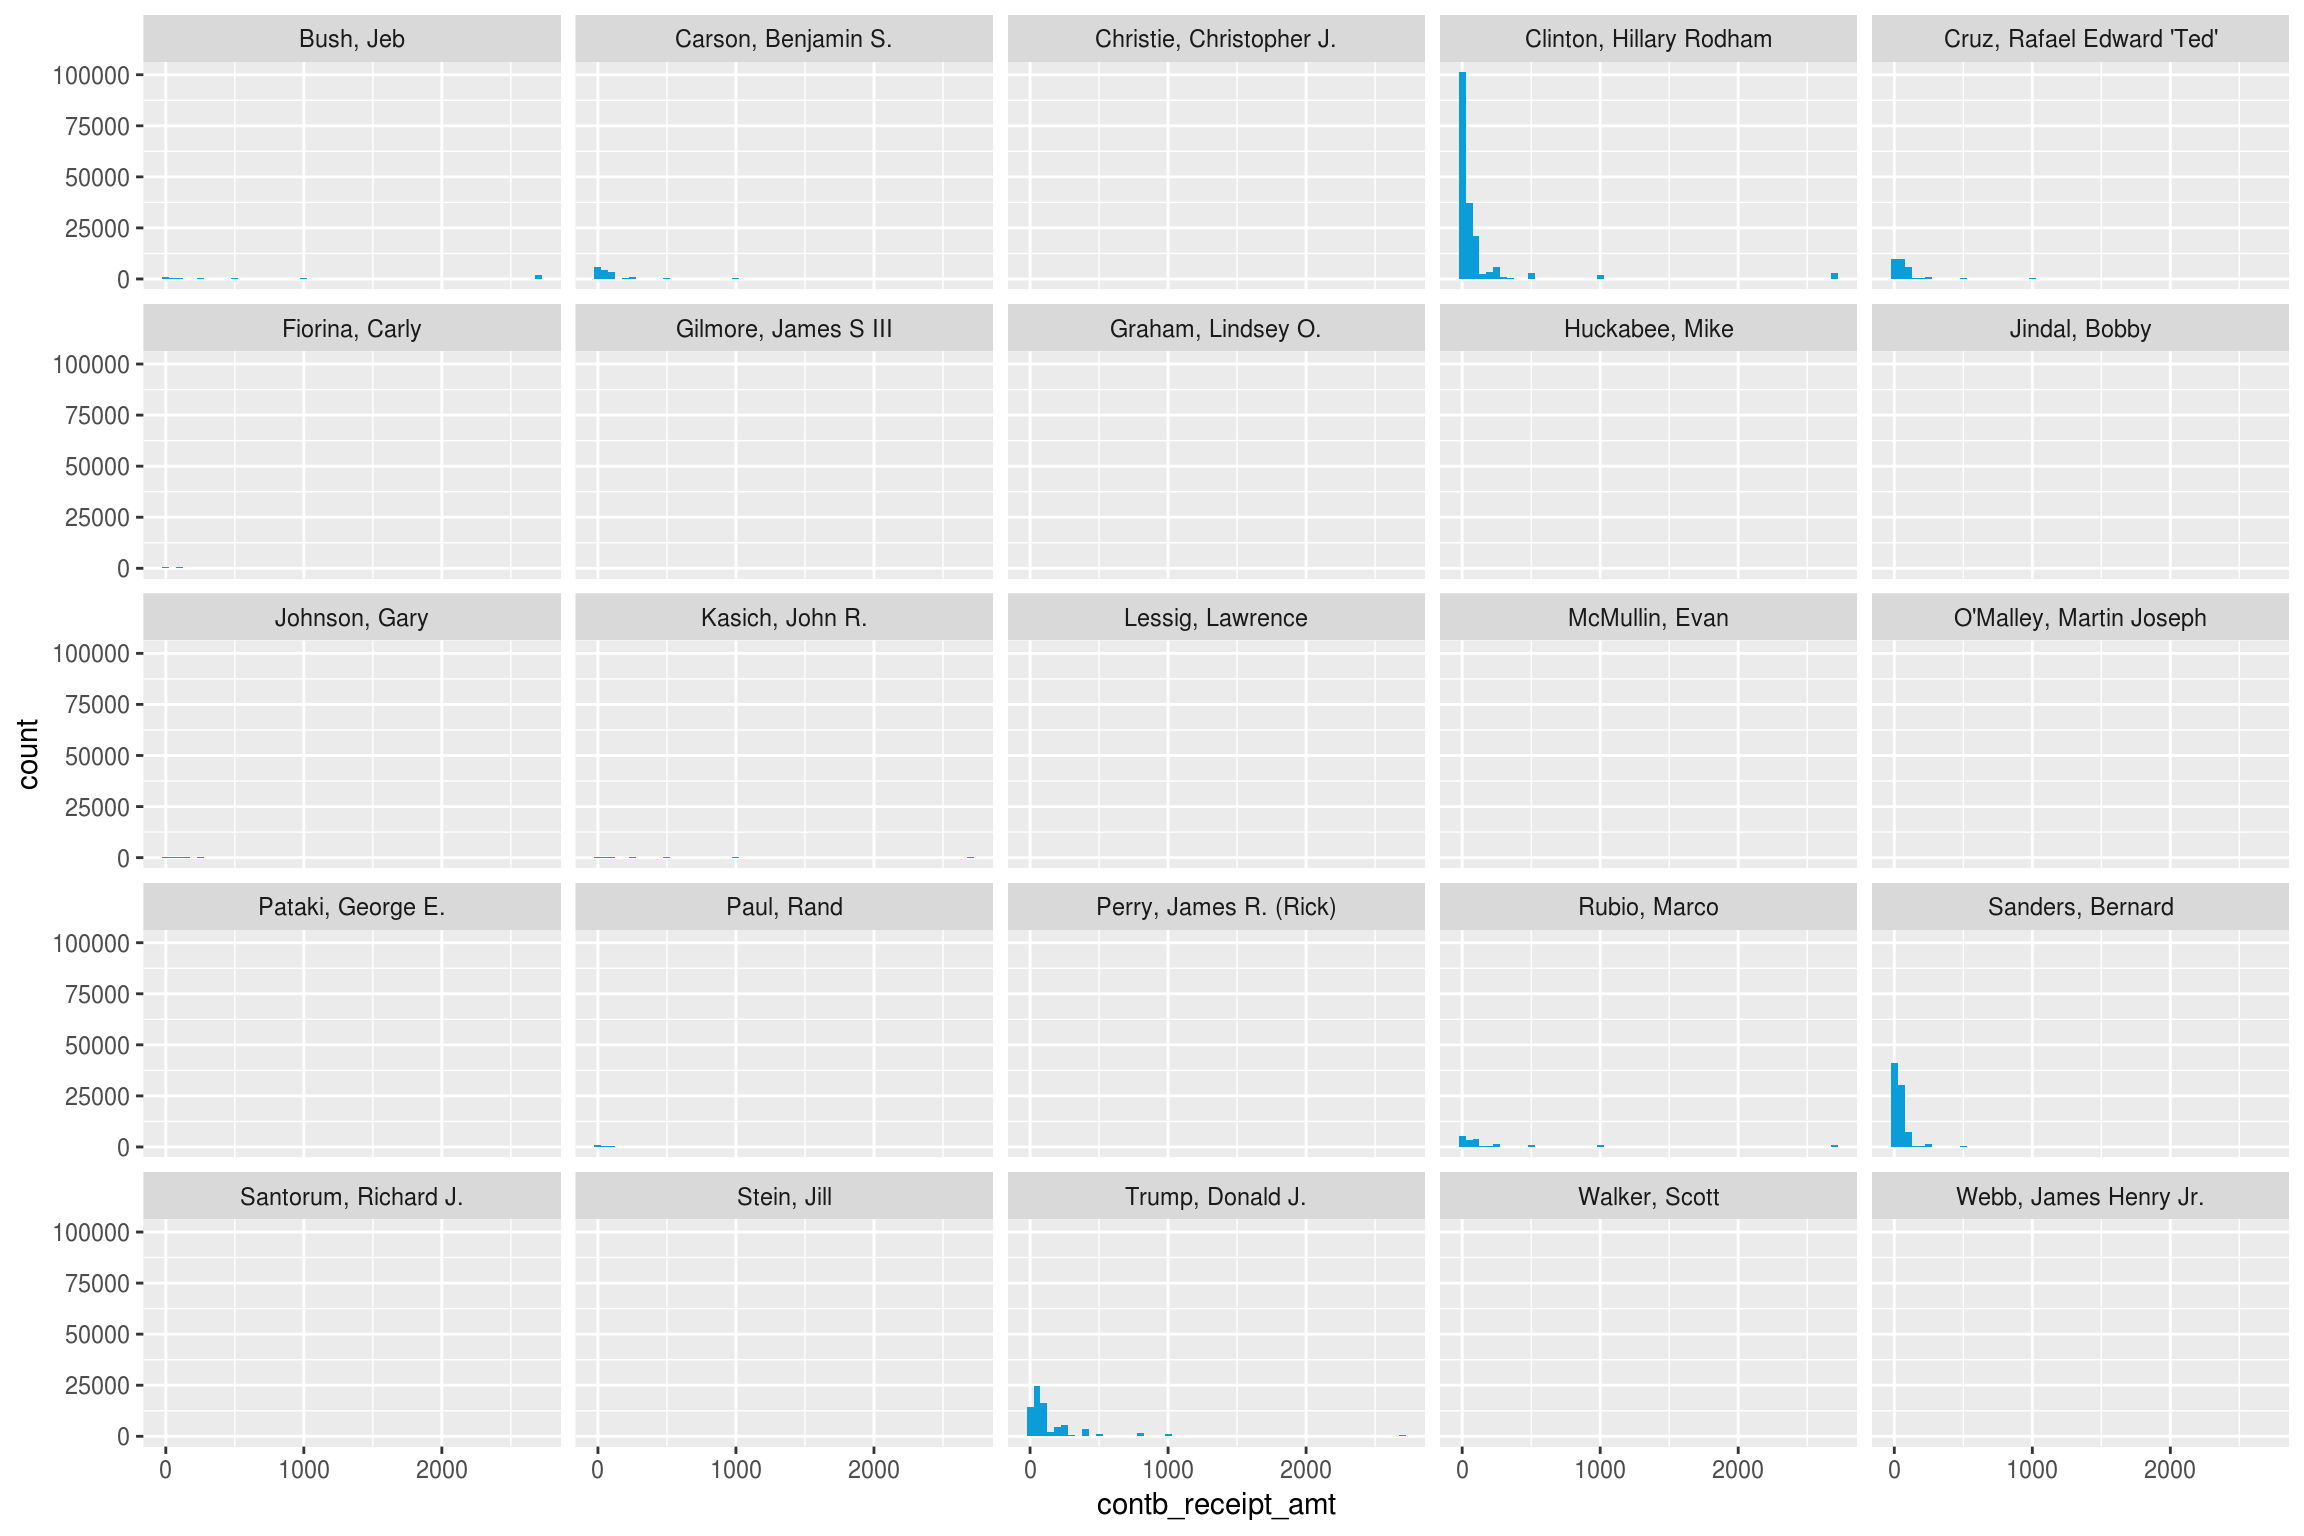 Bush, Jeb
Carson, Benjamin S.
Christie, Christopher J.
Clinton, Hillary Rodham
Cruz, Rafael Edward 'Ted'
100000
75000
50000
25000
0
Fiorina, Carly
Gilmore, James S III
Graham, Lindsey O.
Huckabee, Mike
Jindal, Bobby
100000
75000
50000
25000
0
Johnson, Gary
Kasich, John R.
Lessig, Lawrence
McMullin, Evan
O'Malley, Martin Joseph
100000
75000
50000
25000
0
count
Pataki, George E.
Paul, Rand
Perry, James R. (Rick)
Rubio, Marco
Sanders, Bernard
100000
75000
50000
25000
0
Santorum, Richard J.
Stein, Jill
Trump, Donald J.
Walker, Scott
Webb, James Henry Jr.
100000
75000
50000
25000
0
0 1000 2000
0 1000 2000
0 1000 2000
0 1000 2000
0 1000 2000
contb_receipt_amt